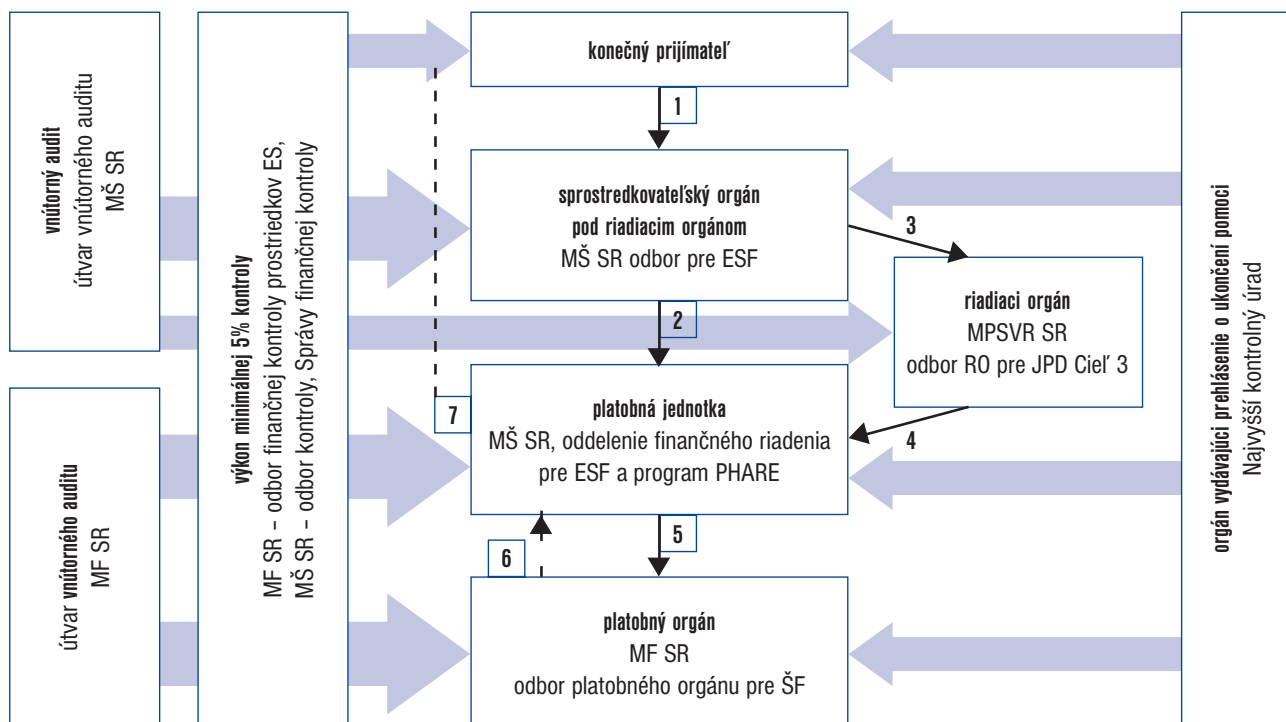 vnútorný audit
útvar vnútorného auditu
MŠ SR
útvar vnútorného auditu
MF SR
výkon minimálnej 5% kontroly
MF SR – odbor finančnej kontroly prostriedkov ES,
MŠ SR – odbor kontroly, Správy finančnej kontroly
konečný prijímateľ
1
sprostredkovateľský orgán
pod riadiacim orgánom
MŠ SR odbor pre ESF
3
2
riadiaci orgán
MPSVR SR
odbor RO pre JPD Cieľ 3
7
platobná jednotka
MŠ SR, oddelenie finančného riadenia
pre ESF a program PHARE
4
5
6
platobný orgán
MF SR
odbor platobného orgánu pre ŠF
orgán vydávajúci prehlásenie o ukončení pomoci
Najvyšší kontrolný úrad